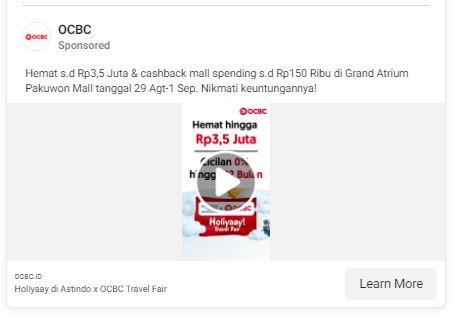 OCBC
Sponsored
Hemat s.d Rp3,5 Juta & cashback mall spending s.d Rp150 Ribu di Grand Atrium
Pakuwon Mall tanggal 29 Agt-1 Sep. Nikmati keuntungannya!
OCBC
Hemat hingga
Rp3,5 Juta
Cicilan 0%
Bulan
OCBC
Holiyaay!
Travel Fair
OCBC.ID
Holiyaay di Astindo x OCBC Travel Fair
Learn More